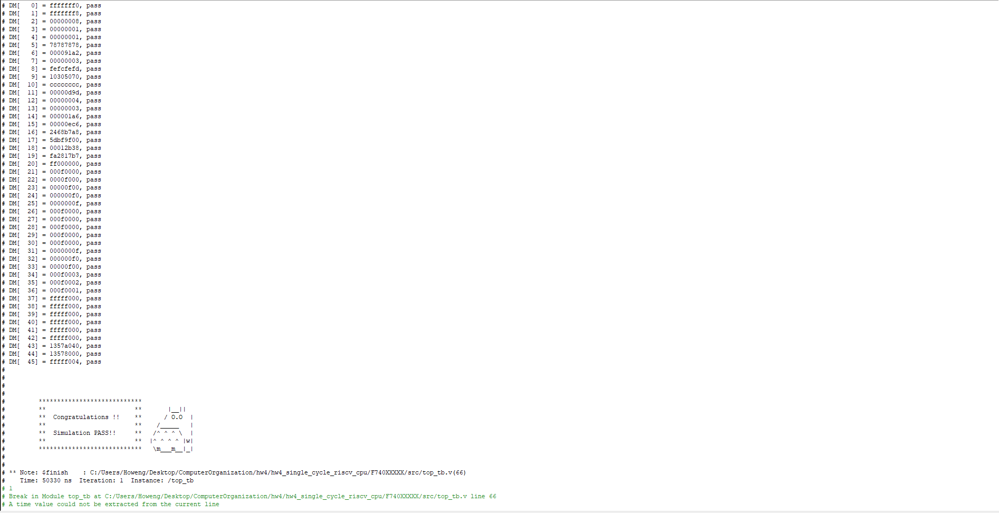 # DM[   0] = fffffff0, pass
# DM[   1] = fffffff8, pass
# DM[   2] = 00000008, pass
# DM[   3] = 00000001, pass
# DM[   4] = 00000001, pass
# DM[   5] = 78787878, pass
# DM[   6] = 000091a2, pass
# DM[   7] = 00000003, pass
# DM[   8] = fefcfefd, pass
# DM[   9] = 10305070, pass
# DM[  10] = cccccccc, pass
# DM[  11] = 00000d9d, pass
# DM[  12] = 00000004, pass
# DM[  13] = 00000003, pass
# DM[  14] = 000001a6, pass
# DM[  15] = 00000ec6, pass
# DM[  16] = 2468b7a8, pass
# DM[  17] = 5dbf9f00, pass
# DM[  18] = 00012b38, pass
# DM[  19] = fa2817b7, pass
# DM[  20] = ff000000, pass
# DM[  21] = 000f0000, pass
# DM[  22] = 0000f000, pass
# DM[  23] = 00000f00, pass
# DM[  24] = 000000f0, pass
# DM[  25] = 0000000f, pass
# DM[  26] = 000f0000, pass
# DM[  27] = 000f0000, pass
# DM[  28] = 000f0000, pass
# DM[  29] = 000f0000, pass
# DM[  30] = 000f0000, pass
# DM[  31] = 0000000f, pass
# DM[  32] = 000000f0, pass
# DM[  33] = 00000f00, pass
# DM[  34] = 000f0003, pass
# DM[  35] = 000f0002, pass
# DM[  36] = 000f0001, pass
# DM[  37] = fffff000, pass
# DM[  38] = fffff000, pass
# DM[  39] = fffff000, pass
# DM[  40] = fffff000, pass
# DM[  41] = fffff000, pass
# DM[  42] = fffff000, pass
# DM[  43] = 1357a040, pass
# DM[  44] = 13578000, pass
# DM[  45] = fffff004, pass
#
#
#
#
#         ****************************
#         **                        **       |__||
#         **  Congratulations !!    **      / O.O  |
#         **                        **    /_____   |
#         **  Simulation PASS!!     **   /^ ^ ^ \  |
#         **                        **  |^ ^ ^ ^ |w|
#         ****************************   \m___m__|_|
#
#
# ** Note: $finish    : C:/Users/Howeng/Desktop/ComputerOrganization/hw4/hw4_single_cycle_riscv_cpu/F740XXXXX/src/top_tb.v(66)
#    Time: 50330 ns  Iteration: 1  Instance: /top_tb
# 1
# Break in Module top_tb at C:/Users/Howeng/Desktop/ComputerOrganization/hw4/hw4_single_cycle_riscv_cpu/F740XXXXX/src/top_tb.v line 66
# A time value could not be extracted from the current line